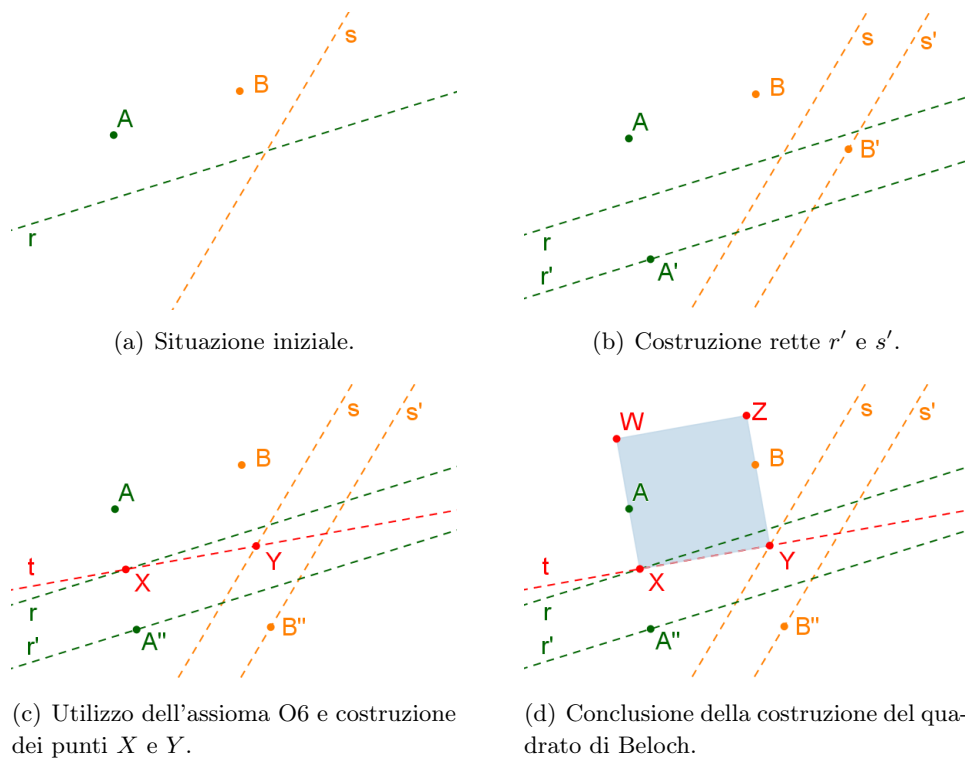 s
B
A
r
(a) Situazione iniziale.
s
s'
B
A
B'
r
r'
A'
(b) Costruzione rette r′ e s′.
s
s'
B
A
Y
t
X
r
r'
A''
B''
(c) Utilizzo dell'assioma O6 e costruzione
dei punti X e Y.
W
Z
s
s'
B
A
Y
t
X
r
r'
A''
B''
(d) Conclusione della costruzione del qua-
drato di Beloch.